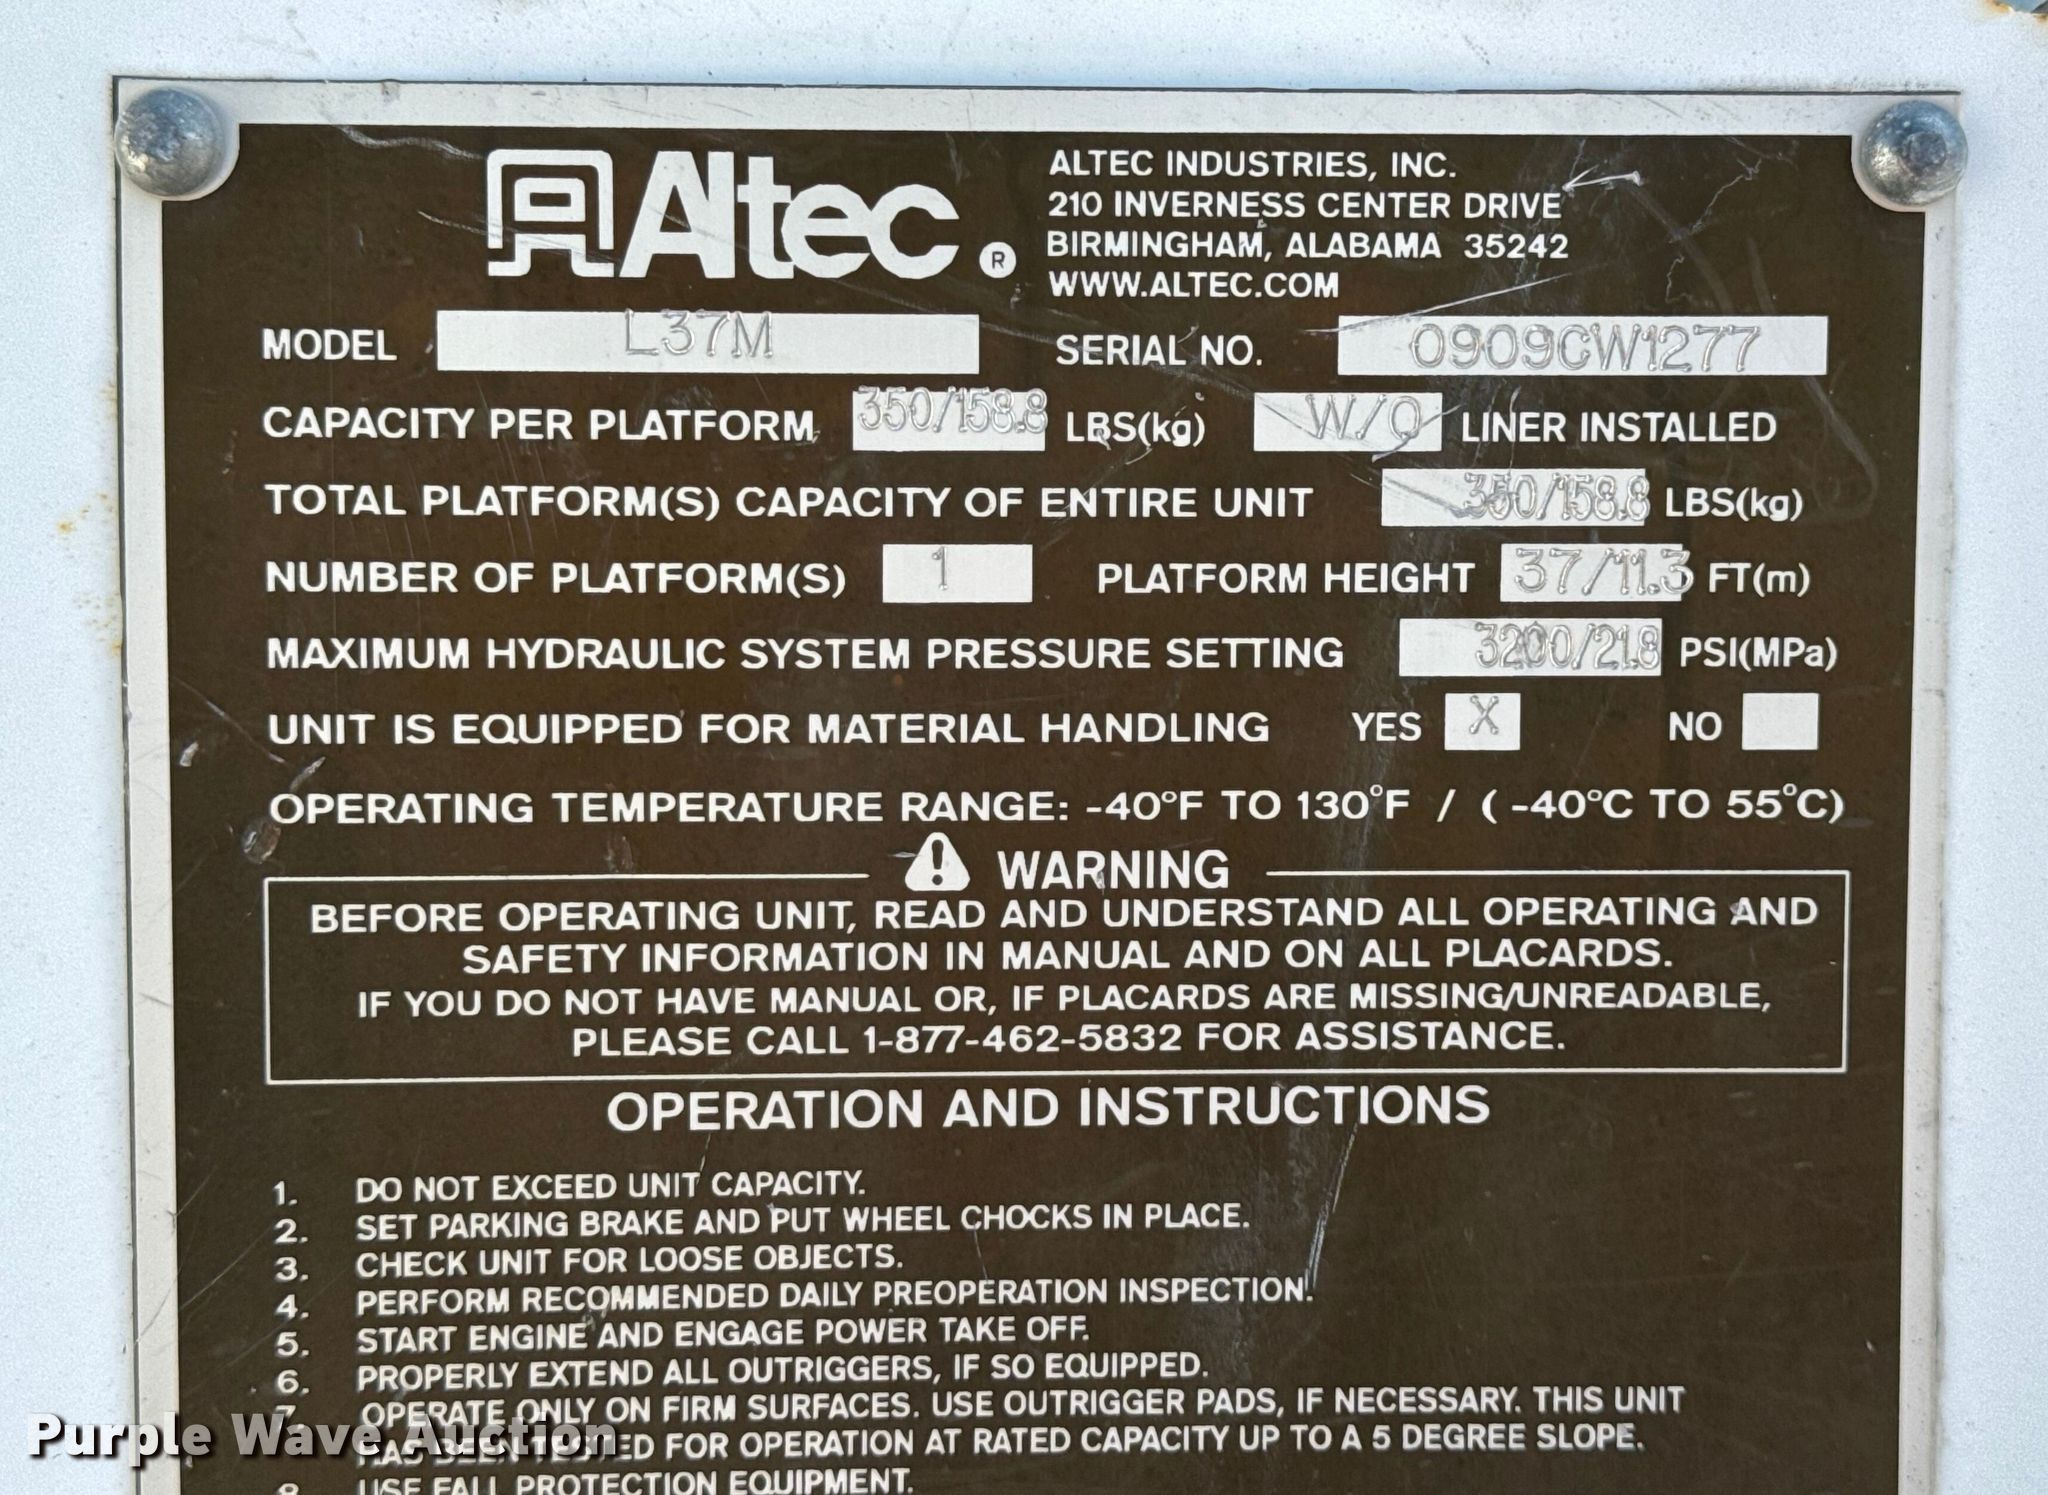 Altec ®
ALTEC INDUSTRIES, INC.
210 INVERNESS CENTER DRIVE
BIRMINGHAM, ALABAMA 35242
WWW.ALTEC.COM
MODEL L37M SERIAL NO. 0909CW1277
CAPACITY PER PLATFORM 350/158.8 LBS(kg) W/O LINER INSTALLED
TOTAL PLATFORM(S) CAPACITY OF ENTIRE UNIT 350/158.8 LBS(kg)
NUMBER OF PLATFORM(S) 1 PLATFORM HEIGHT 37/11.3 FT(m)
MAXIMUM HYDRAULIC SYSTEM PRESSURE SETTING 3200/21.8 PSI(MPa)
UNIT IS EQUIPPED FOR MATERIAL HANDLING YES X NO
OPERATING TEMPERATURE RANGE: -40°F TO 130°F / (-40°C TO 55°C)
WARNING
BEFORE OPERATING UNIT, READ AND UNDERSTAND ALL OPERATING AND
SAFETY INFORMATION IN MANUAL AND ON ALL PLACARDS.
IF YOU DO NOT HAVE MANUAL OR, IF PLACARDS ARE MISSING/UNREADABLE,
PLEASE CALL 1-877-462-5832 FOR ASSISTANCE.
OPERATION AND INSTRUCTIONS
1. DO NOT EXCEED UNIT CAPACITY.
2. SET PARKING BRAKE AND PUT WHEEL CHOCKS IN PLACE.
3. CHECK UNIT FOR LOOSE OBJECTS.
4. PERFORM RECOMMENDED DAILY PREOPERATION INSPECTION.
5. START ENGINE AND ENGAGE POWER TAKE OFF.
6. PROPERLY EXTEND ALL OUTRIGGERS, IF SO EQUIPPED.
7. OPERATE ONLY ON FIRM SURFACES. USE OUTRIGGER PADS, IF NECESSARY. THIS UNIT
HAS BEEN TESTED FOR OPERATION AT RATED CAPACITY UP TO A 5 DEGREE SLOPE.
8. USE FALL PROTECTION EQUIPMENT.
Purple Wave Auction